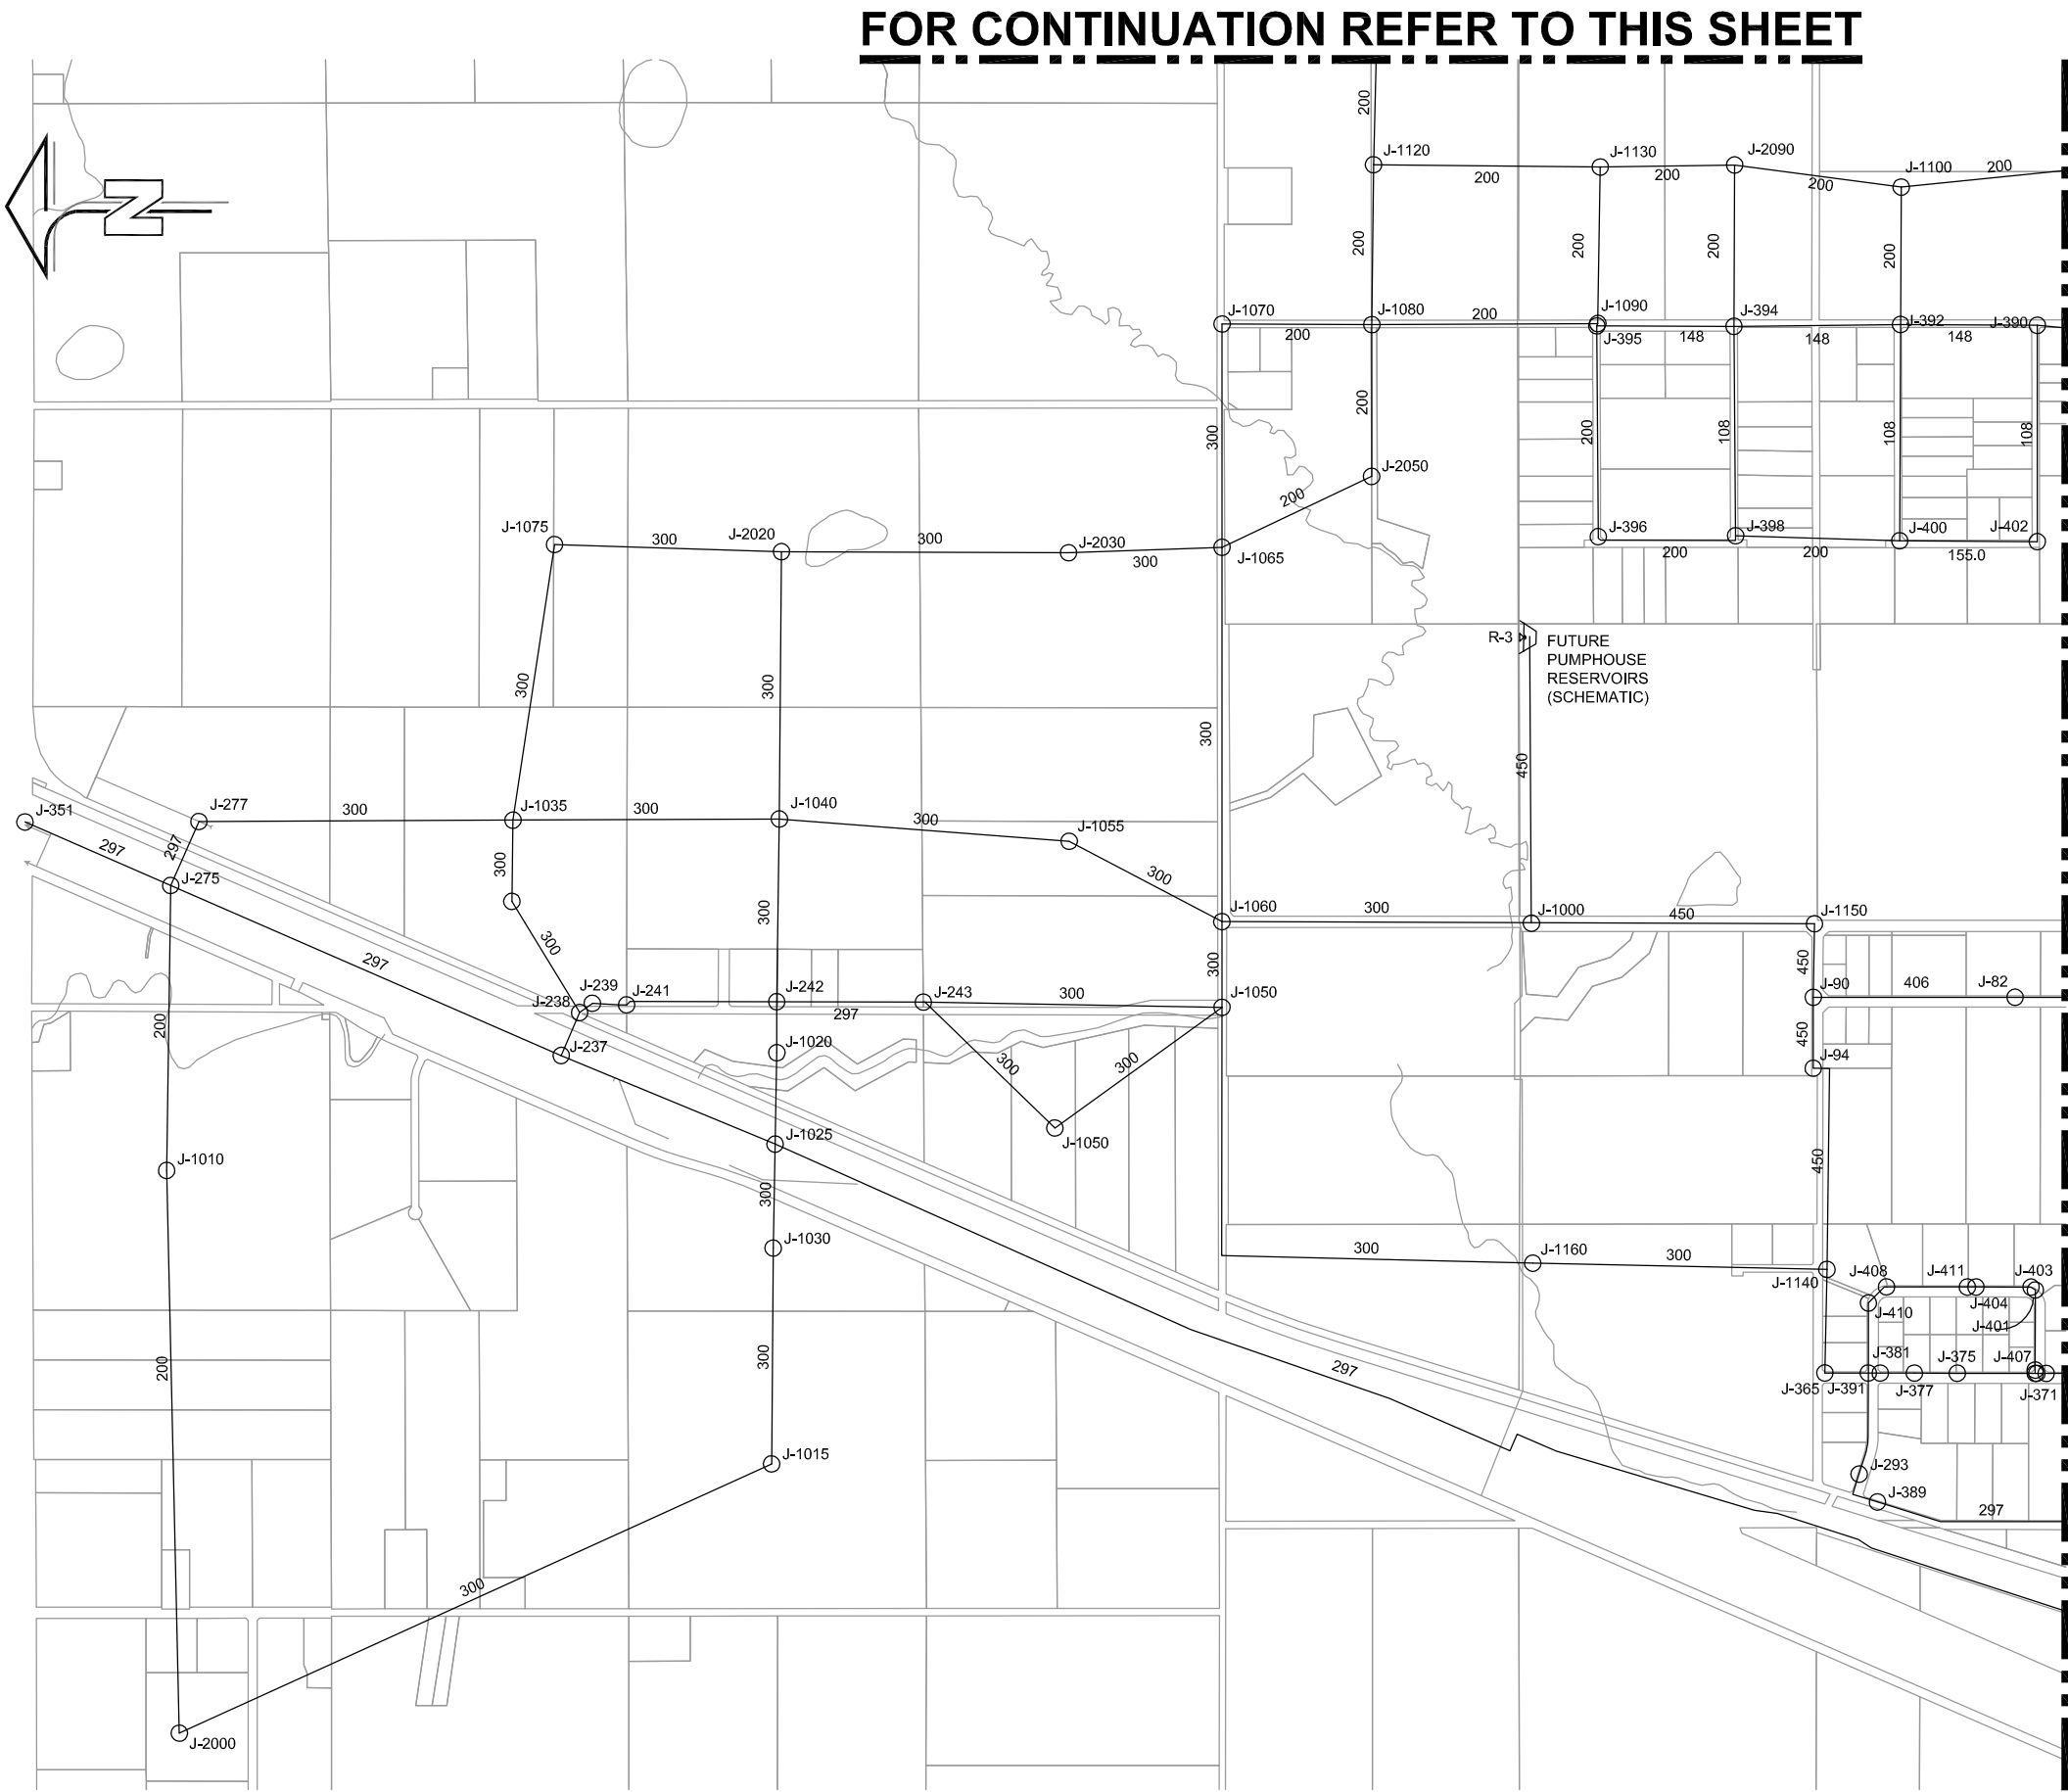 FOR CONTINUATION REFER TO THIS SHEET
N
200
J-1120
J-1130
J-2090
J-1100
200
200
200
200
200
200
200
200
J-1070
J-1080
J-1090
J-394
J-392
J-390
200
200
J-395
148
148
148
200
300
200
108
108
108
J-2050
200
J-1075
300
J-2020
300
J-2030
300
J-1065
J-396
J-398
J-400
J-402
200
200
155.0
R-3
FUTURE
PUMPHOUSE
RESERVOIRS
(SCHEMATIC)
300
300
300
450
J-351
J-277
300
J-1035
300
J-1040
300
J-1055
297
297
J-275
300
300
300
J-1060
300
J-1000
450
J-1150
300
297
300
450
J-90
406
J-82
J-239
J-238
J-241
J-242
J-243
300
J-1050
297
200
J-237
J-1020
300
300
450
J-94
J-1025
J-1050
J-1010
300
450
J-1030
300
J-1160
300
J-1140
J-408
J-411
J-403
J-410
J-404
J-401
200
300
297
J-381
J-375
J-407
J-365
J-391
J-377
J-371
J-1015
J-293
J-389
297
300
J-2000